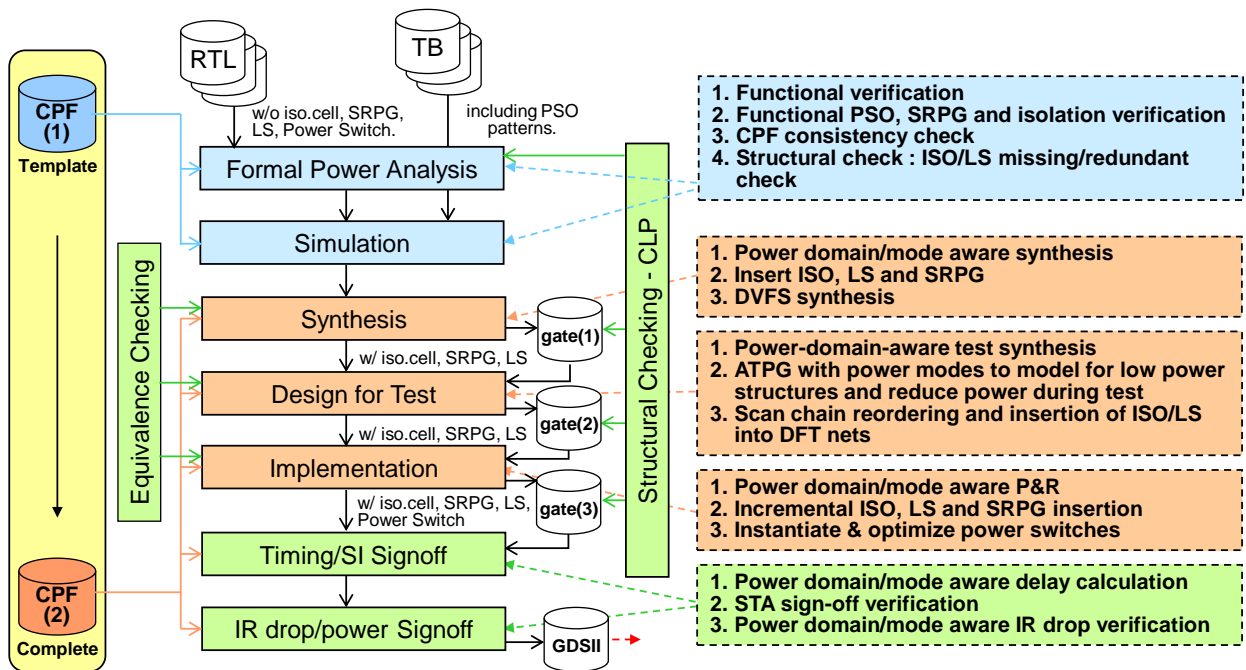 RTL
TB
CPF
(1)
Template
w/o iso.cell, SRPG,
LS, Power Switch.
including PSO
patterns.
Formal Power Analysis
Simulation
Equivalence Checking
Structural Checking - CLP
Synthesis
gate(1)
w/ iso.cell, SRPG, LS
Design for Test
gate(2)
w/ iso.cell, SRPG, LS
Implementation
gate(3)
w/ iso.cell, SRPG, LS,
Power Switch
Timing/SI Signoff
CPF
(2)
Complete
IR drop/power Signoff
GDSII
1. Functional verification
2. Functional PSO, SRPG and isolation verification
3. CPF consistency check
4. Structural check : ISO/LS missing/redundant
check
1. Power domain/mode aware synthesis
2. Insert ISO, LS and SRPG
3. DVFS synthesis
1. Power-domain-aware test synthesis
2. ATPG with power modes to model for low power
structures and reduce power during test
3. Scan chain reordering and insertion of ISO/LS
into DFT nets
1. Power domain/mode aware P&R
2. Incremental ISO, LS and SRPG insertion
3. Instantiate & optimize power switches
1. Power domain/mode aware delay calculation
2. STA sign-off verification
3. Power domain/mode aware IR drop verification